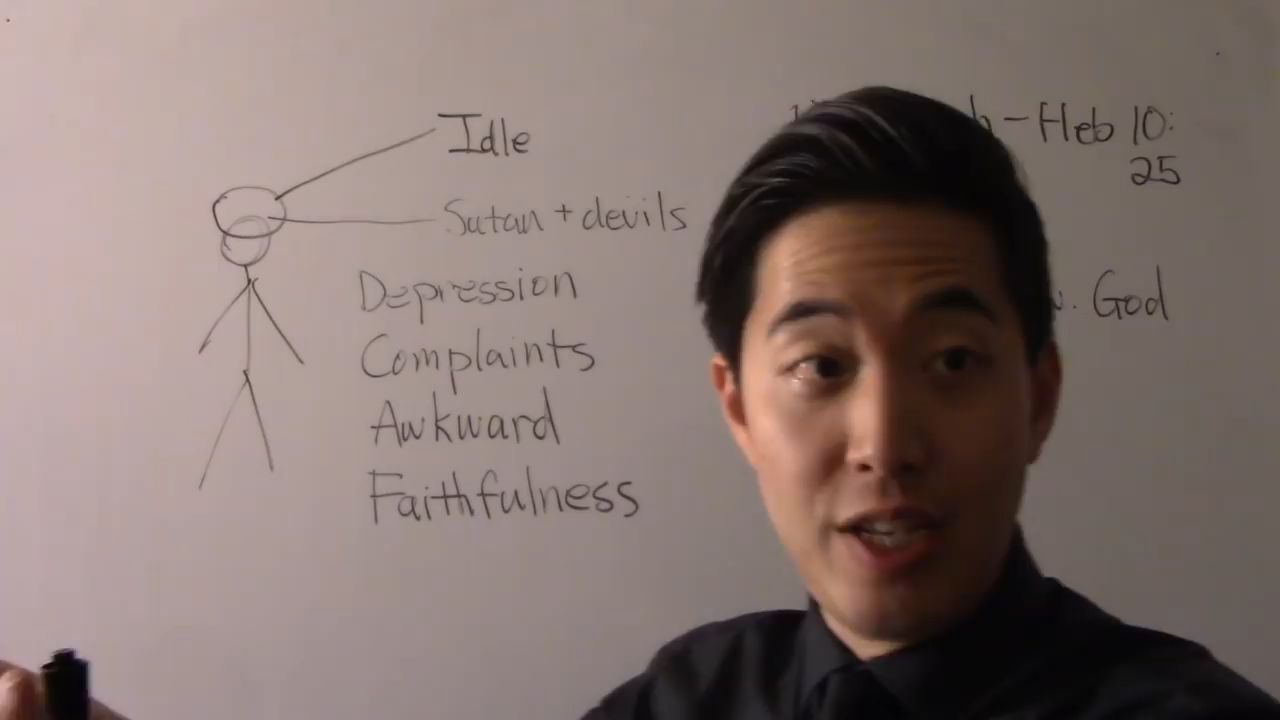 Idle
Satan + devils
Depression
Complaints
Awkward
Faithfulness
- Heb 10:
25
God